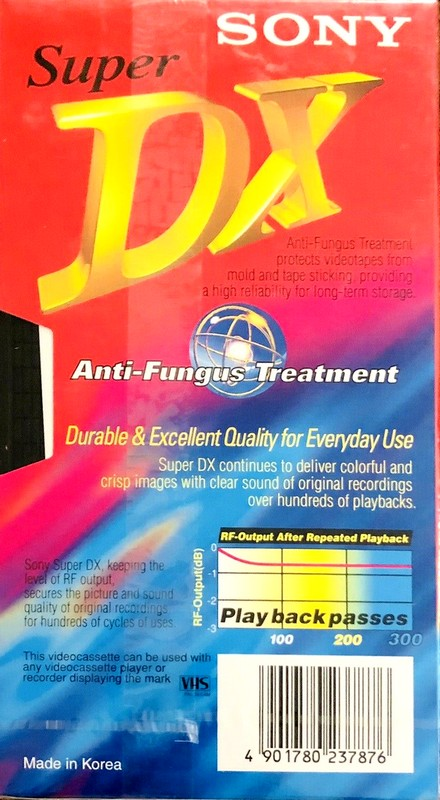 SONY
Super
DX
Anti-Fungus Treatment
protects videotapes from
mold and tape sticking, providing
a high reliability for long-term storage.
Anti-Fungus Treatment
Durable & Excellent Quality for Everyday Use
Super DX continues to deliver colorful and
crisp images with clear sound of original recordings
over hundreds of playbacks.
Sony Super DX, keeping the
level of RF output,
secures the picture and sound
quality of original recordings
for hundreds of cycles of uses.
RF-Output After Repeated Playback
RF-Output(dB)
0
-1
-2
-3
Play back passes
100 200 300
This videocassette can be used with
any videocassette player or
recorder displaying the mark
VHS
4 901780 237876
Made in Korea